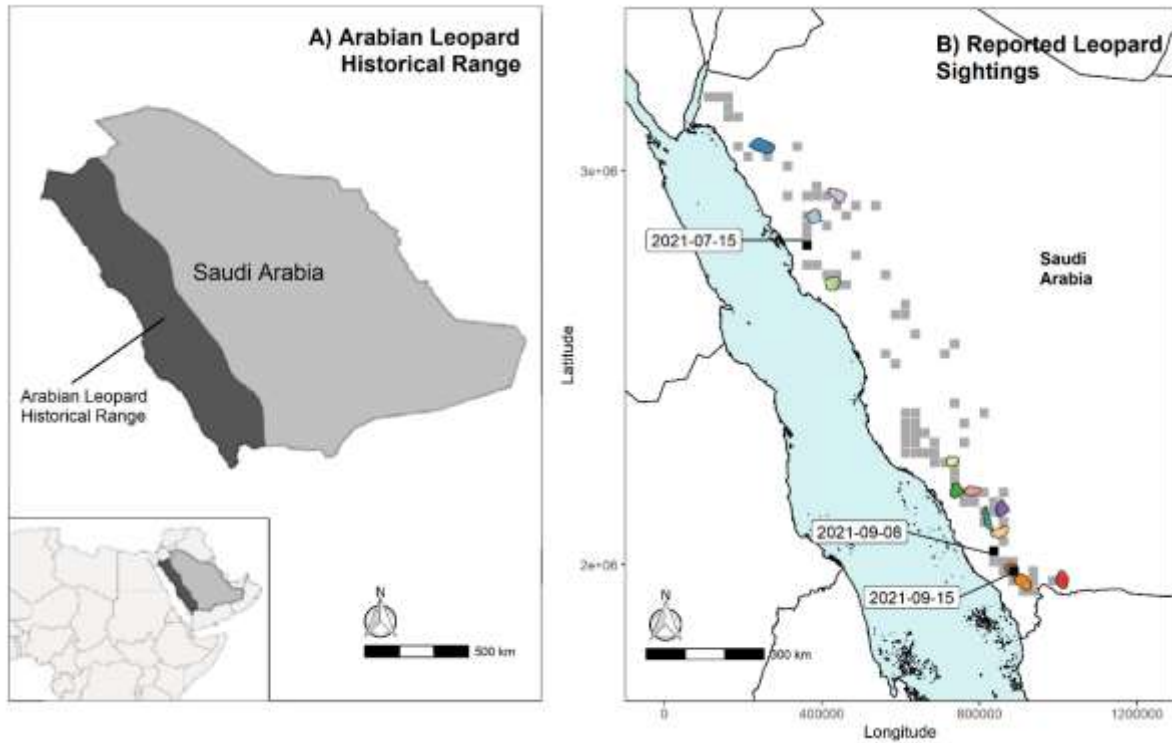 A) Arabian Leopard
Historical Range
Saudi Arabia
Arabian Leopard
Historical Range
N
500 km
B) Reported Leopard
Sightings
3e+06
2021-07-15
Saudi
Arabia
Latitude
2021-09-08
2e+06
2021-09-15
N
300 km
0
400000
800000
1200000
Longitude